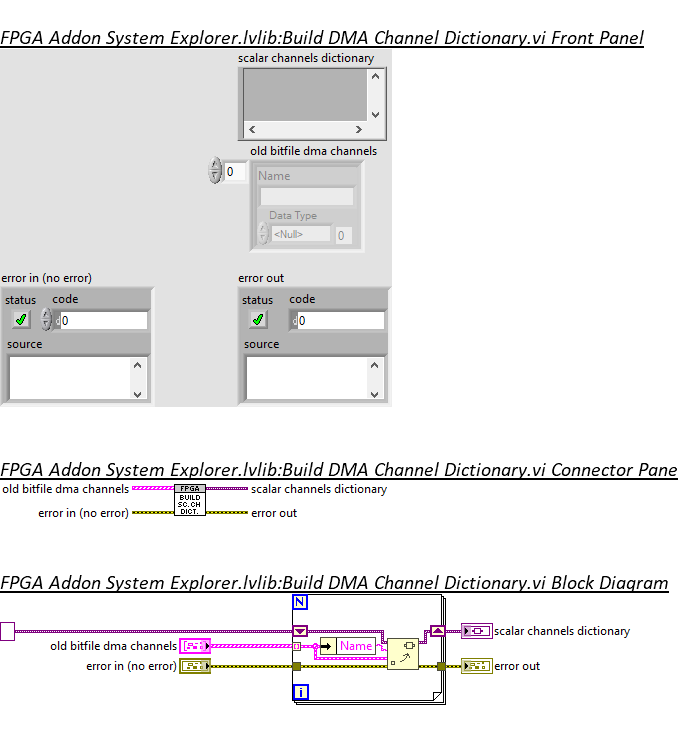 FPGA Addon System Explorer.lvlib:Build DMA Channel Dictionary.vi Front Panel
scalar channels dictionary
old bitfile dma channels
0
Name
Data Type
<Null>
0
error in (no error)
error out
status
code
status
code
0
0
source
source
FPGA Addon System Explorer.lvlib:Build DMA Channel Dictionary.vi Connector Pane
old bitfile dma channels
FPGA
BUILD
SC.CH
DICT.
scalar channels dictionary
error in (no error)
error out
FPGA Addon System Explorer.lvlib:Build DMA Channel Dictionary.vi Block Diagram
N
scalar channels dictionary
old bitfile dma channels
Name
error in (no error)
error out
i